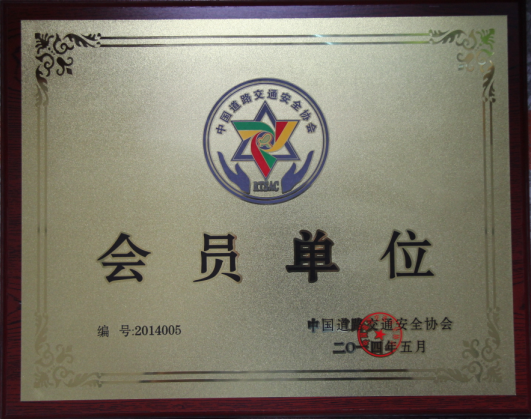 中国道路交通安全协会
RTSAC
会员单位
编 号:2014005
中国道路交通安全协会
二〇一四年五月